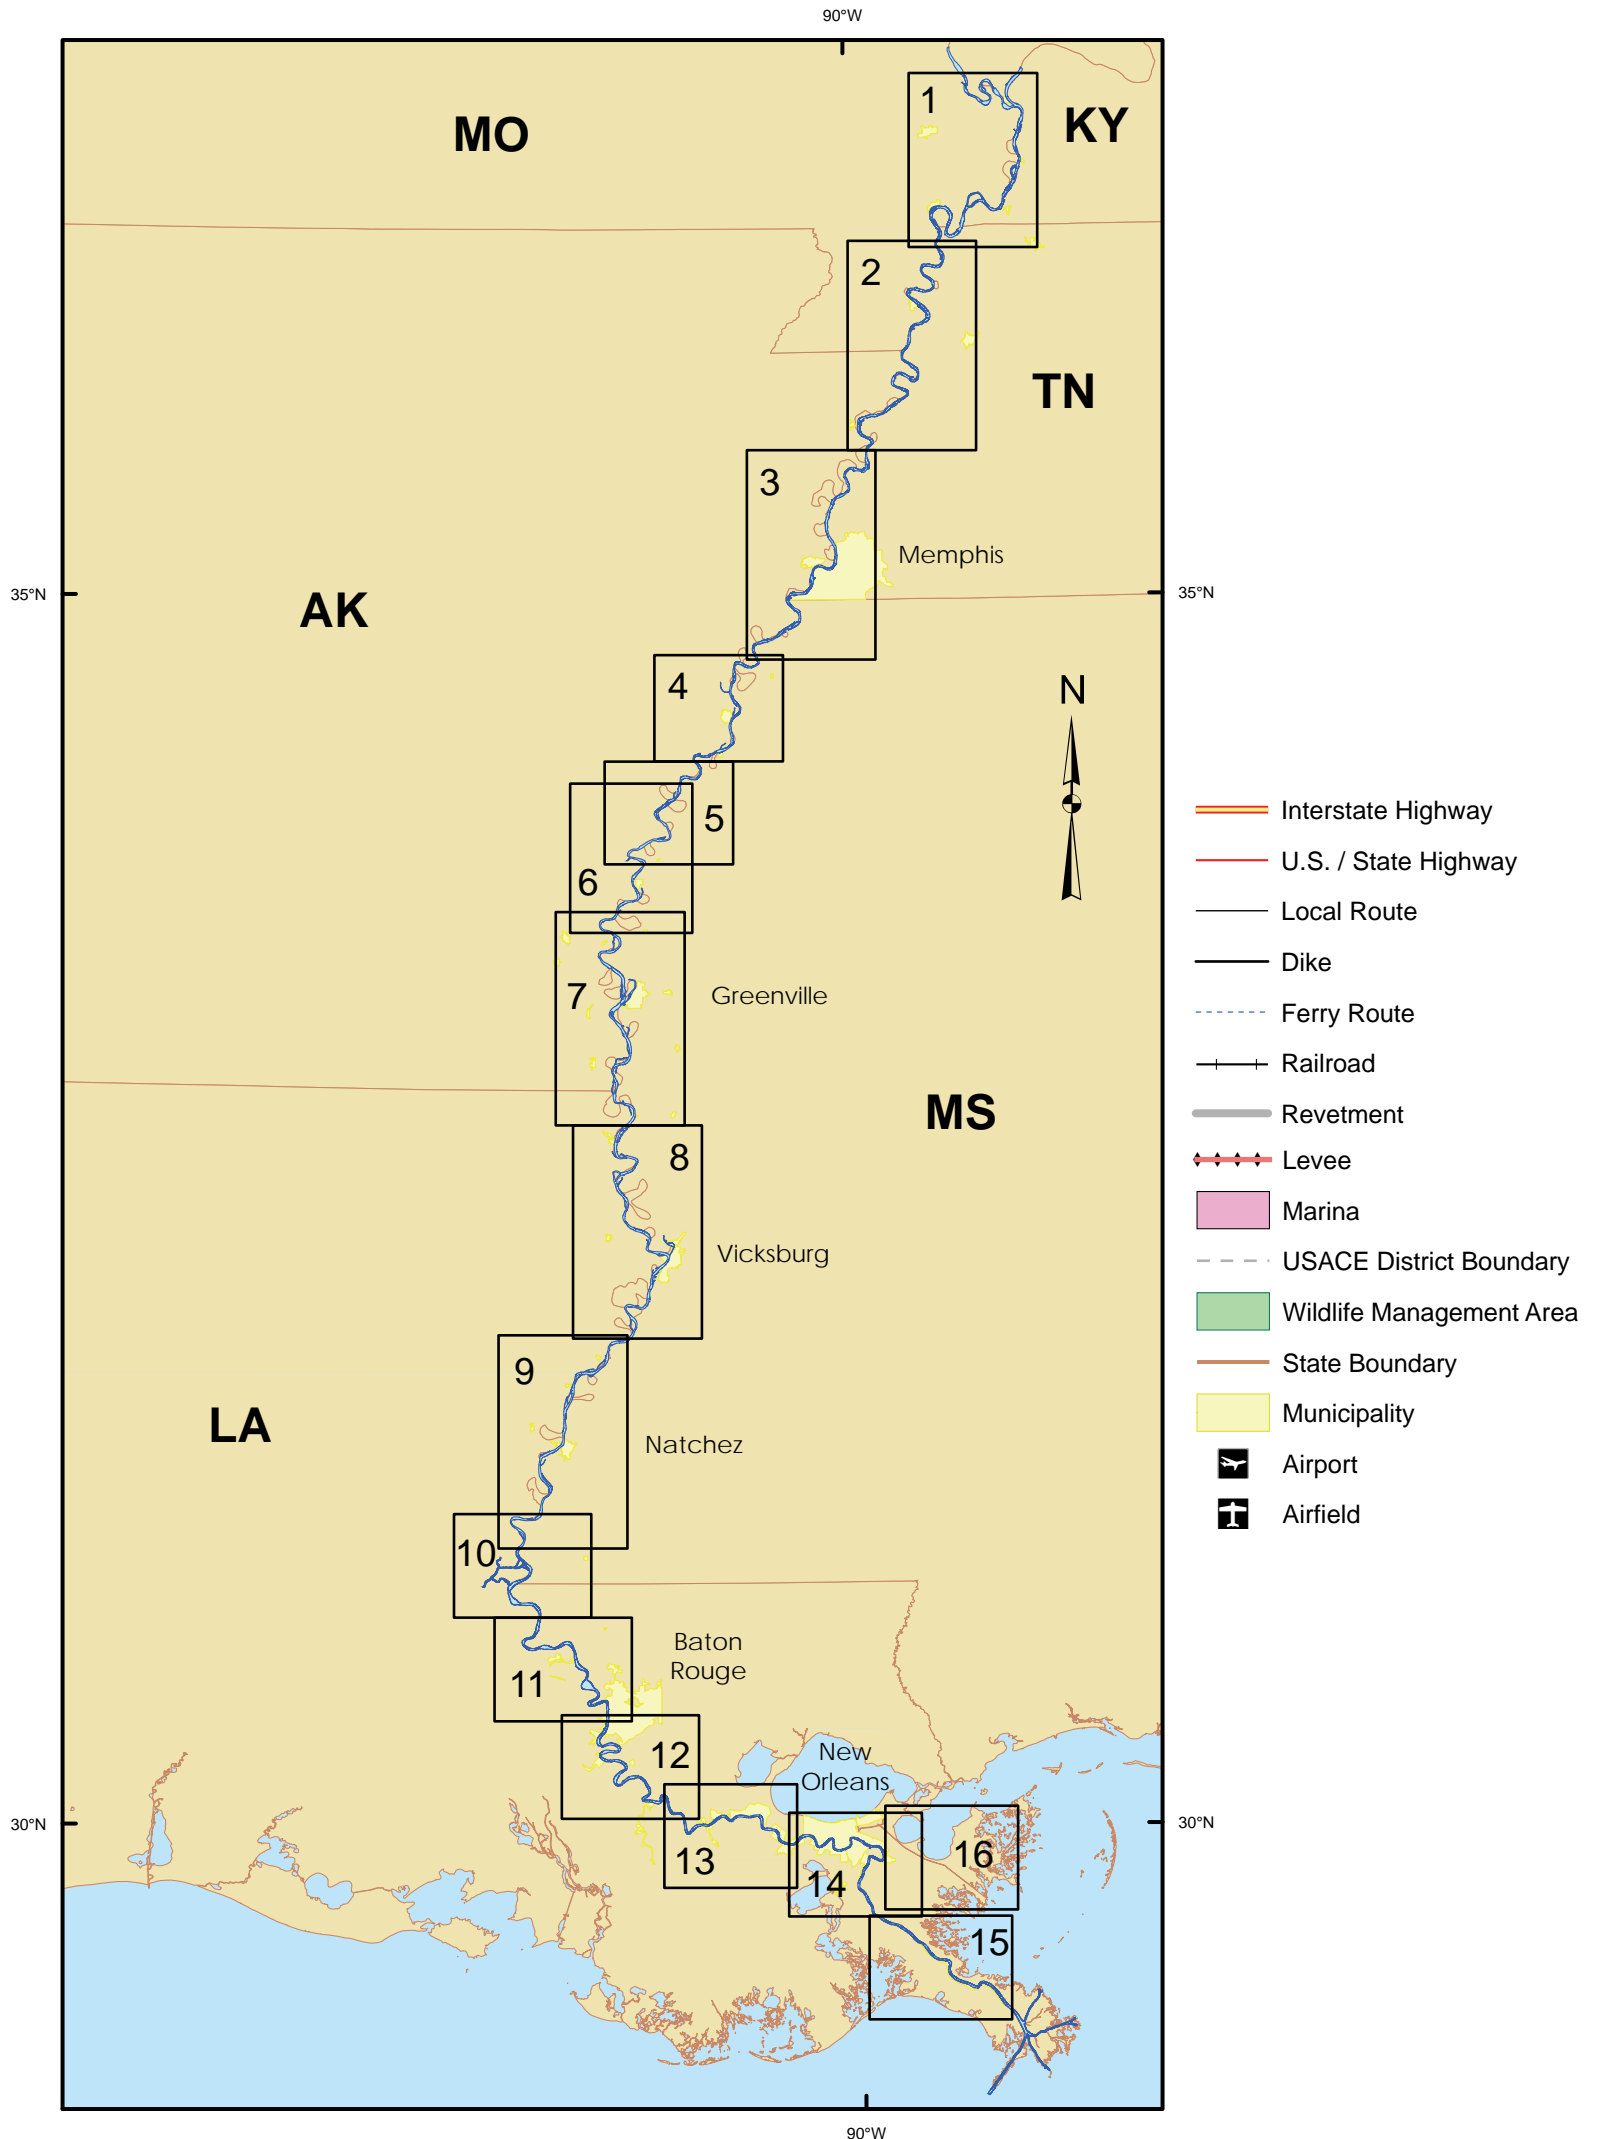 90°W
1
MO
KY
2
TN
3
Memphis
35°N
35°N
AK
4
N
5
6
7
Greenville
MS
8
Vicksburg
9
LA
Natchez
10
Baton
Rouge
11
12
New
Orleans
30°N
30°N
13
14
16
15
90°W
Interstate Highway
U.S. / State Highway
Local Route
Dike
Ferry Route
Railroad
Revetment
Levee
Marina
USACE District Boundary
Wildlife Management Area
State Boundary
Municipality
Airport
Airfield